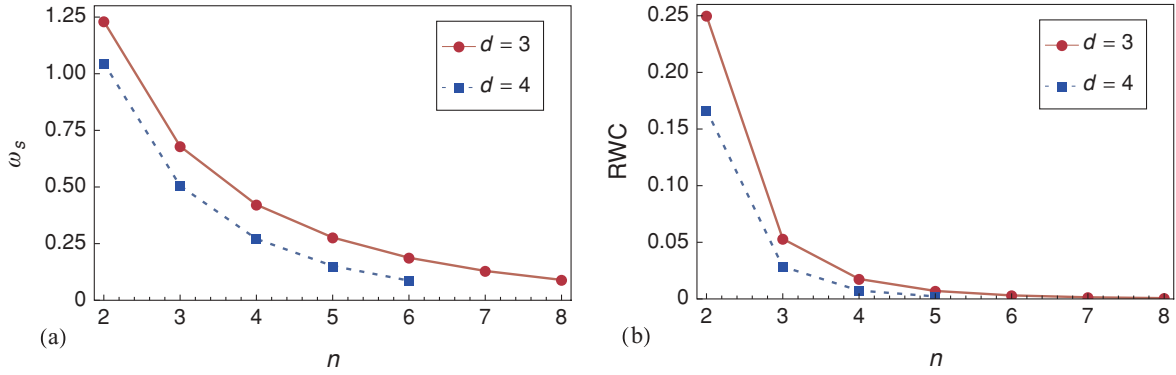 1.25
1.00
0.75
0.50
0.25
0
ω_s
d = 3
d = 4
2 3 4 5 6 7 8
(a)
n
0.25
0.20
0.15
0.10
0.05
0
RWC
d = 3
d = 4
2 3 4 5 6 7 8
(b)
n